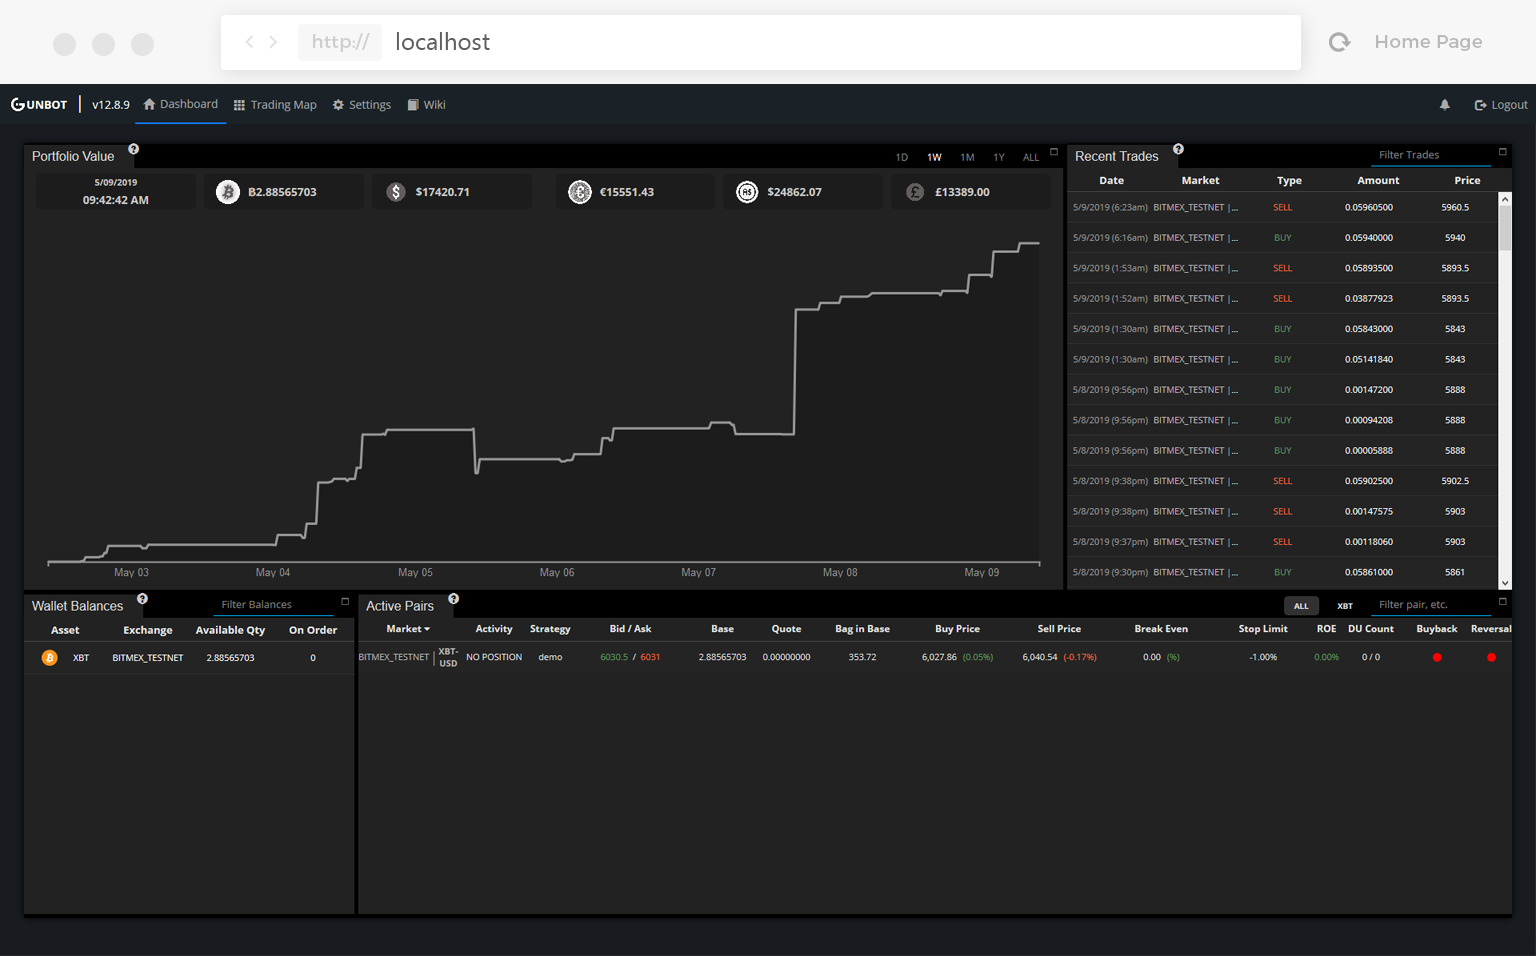 http:// localhost Home Page
GUNBOT v12.8.9 Dashboard Trading Map Settings Wiki Logout
Portfolio Value ? 1D 1W 1M 1Y ALL
5/09/2019
09:42:42 AM
฿2.88565703 $17420.71 €15551.43 A$ $24862.07 £13389.00
May 03 May 04 May 05 May 06 May 07 May 08 May 09
Recent Trades ? Filter Trades
Date Market Type Amount Price
5/9/2019 (6:23am) BITMEX_TESTNET |... SELL 0.05960500 5960.5
5/9/2019 (6:16am) BITMEX_TESTNET |... BUY 0.05940000 5940
5/9/2019 (1:53am) BITMEX_TESTNET |... SELL 0.05893500 5893.5
5/9/2019 (1:52am) BITMEX_TESTNET |... SELL 0.03877923 5893.5
5/9/2019 (1:30am) BITMEX_TESTNET |... BUY 0.05843000 5843
5/9/2019 (1:30am) BITMEX_TESTNET |... BUY 0.05141840 5843
5/8/2019 (9:56pm) BITMEX_TESTNET |... BUY 0.00147200 5888
5/8/2019 (9:56pm) BITMEX_TESTNET |... BUY 0.00094208 5888
5/8/2019 (9:56pm) BITMEX_TESTNET |... BUY 0.00005888 5888
5/8/2019 (9:38pm) BITMEX_TESTNET |... SELL 0.05902500 5902.5
5/8/2019 (9:38pm) BITMEX_TESTNET |... SELL 0.00147575 5903
5/8/2019 (9:37pm) BITMEX_TESTNET |... SELL 0.00118060 5903
5/8/2019 (9:30pm) BITMEX_TESTNET |... BUY 0.05861000 5861
Wallet Balances ? Filter Balances
Asset Exchange Available Qty On Order
XBT BITMEX_TESTNET 2.88565703 0
Active Pairs ? ALL XBT Filter pair, etc.
Market Activity Strategy Bid / Ask Base Quote Bag in Base Buy Price Sell Price Break Even Stop Limit ROE DU Count Buyback Reversal
BITMEX_TESTNET | XBT-USD NO POSITION demo 6030.5 / 6031 2.88565703 0.00000000 353.72 6,027.86 (0.05%) 6,040.54 (-0.17%) 0.00 (%) -1.00% 0.00% 0 / 0